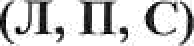 (Л, П, С)